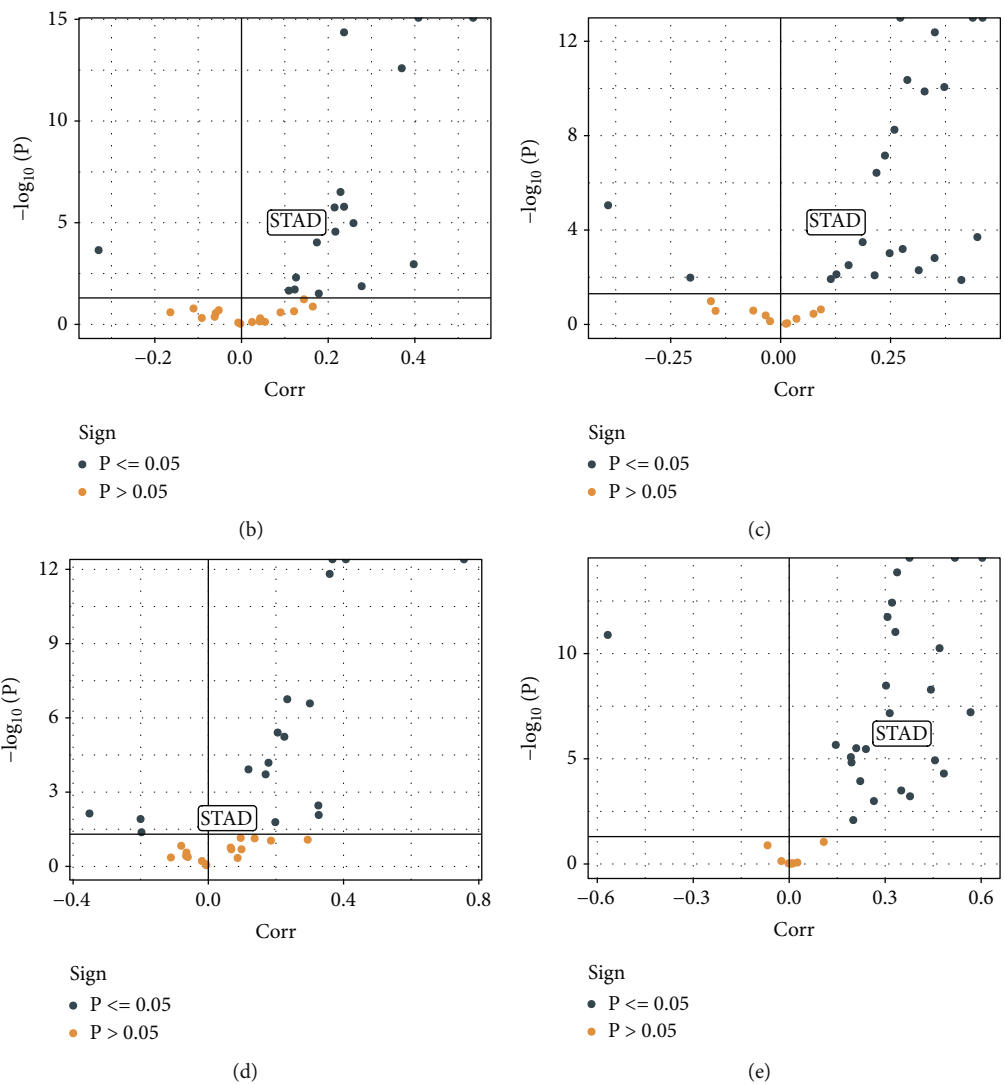 15
10
5
0
−log10 (P)
STAD
−0.2
0.0
0.2
0.4
Corr
Sign
P <= 0.05
P > 0.05
(b)
12
8
4
0
−log10 (P)
STAD
−0.25
0.00
0.25
Corr
Sign
P <= 0.05
P > 0.05
(c)
12
9
6
3
0
−log10 (P)
STAD
−0.4
0.0
0.4
0.8
Corr
Sign
P <= 0.05
P > 0.05
(d)
10
5
0
−log10 (P)
STAD
−0.6
−0.3
0.0
0.3
0.6
Corr
Sign
P <= 0.05
P > 0.05
(e)